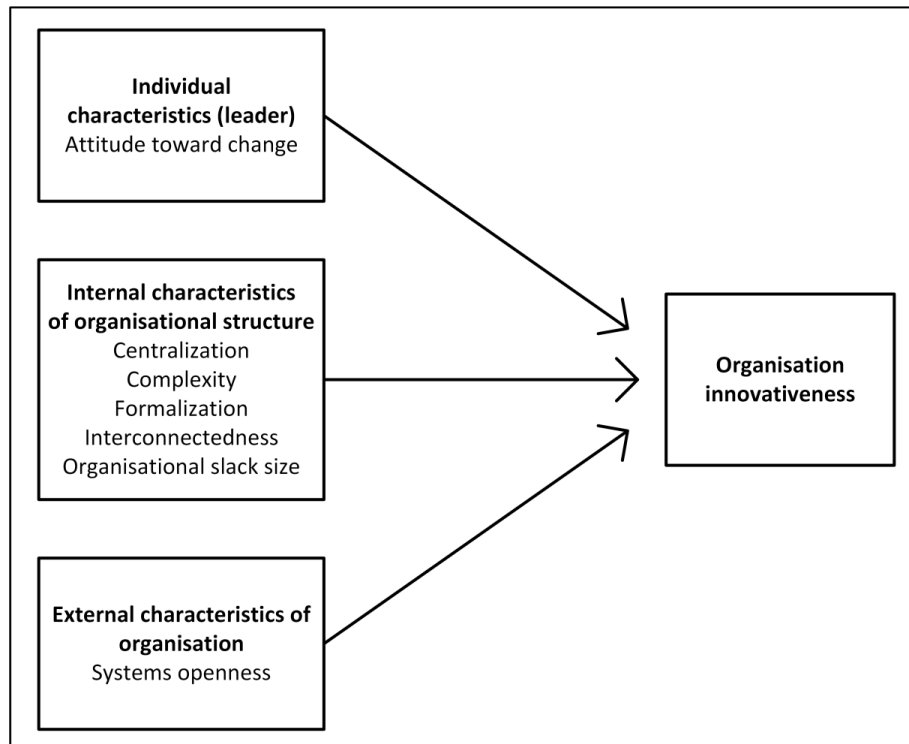 Individual
characteristics (leader)
Attitude toward change
Internal characteristics
of organisational structure
Centralization
Complexity
Formalization
Interconnectedness
Organisational slack size
External characteristics of
organisation
Systems openness
Organisation
innovativeness